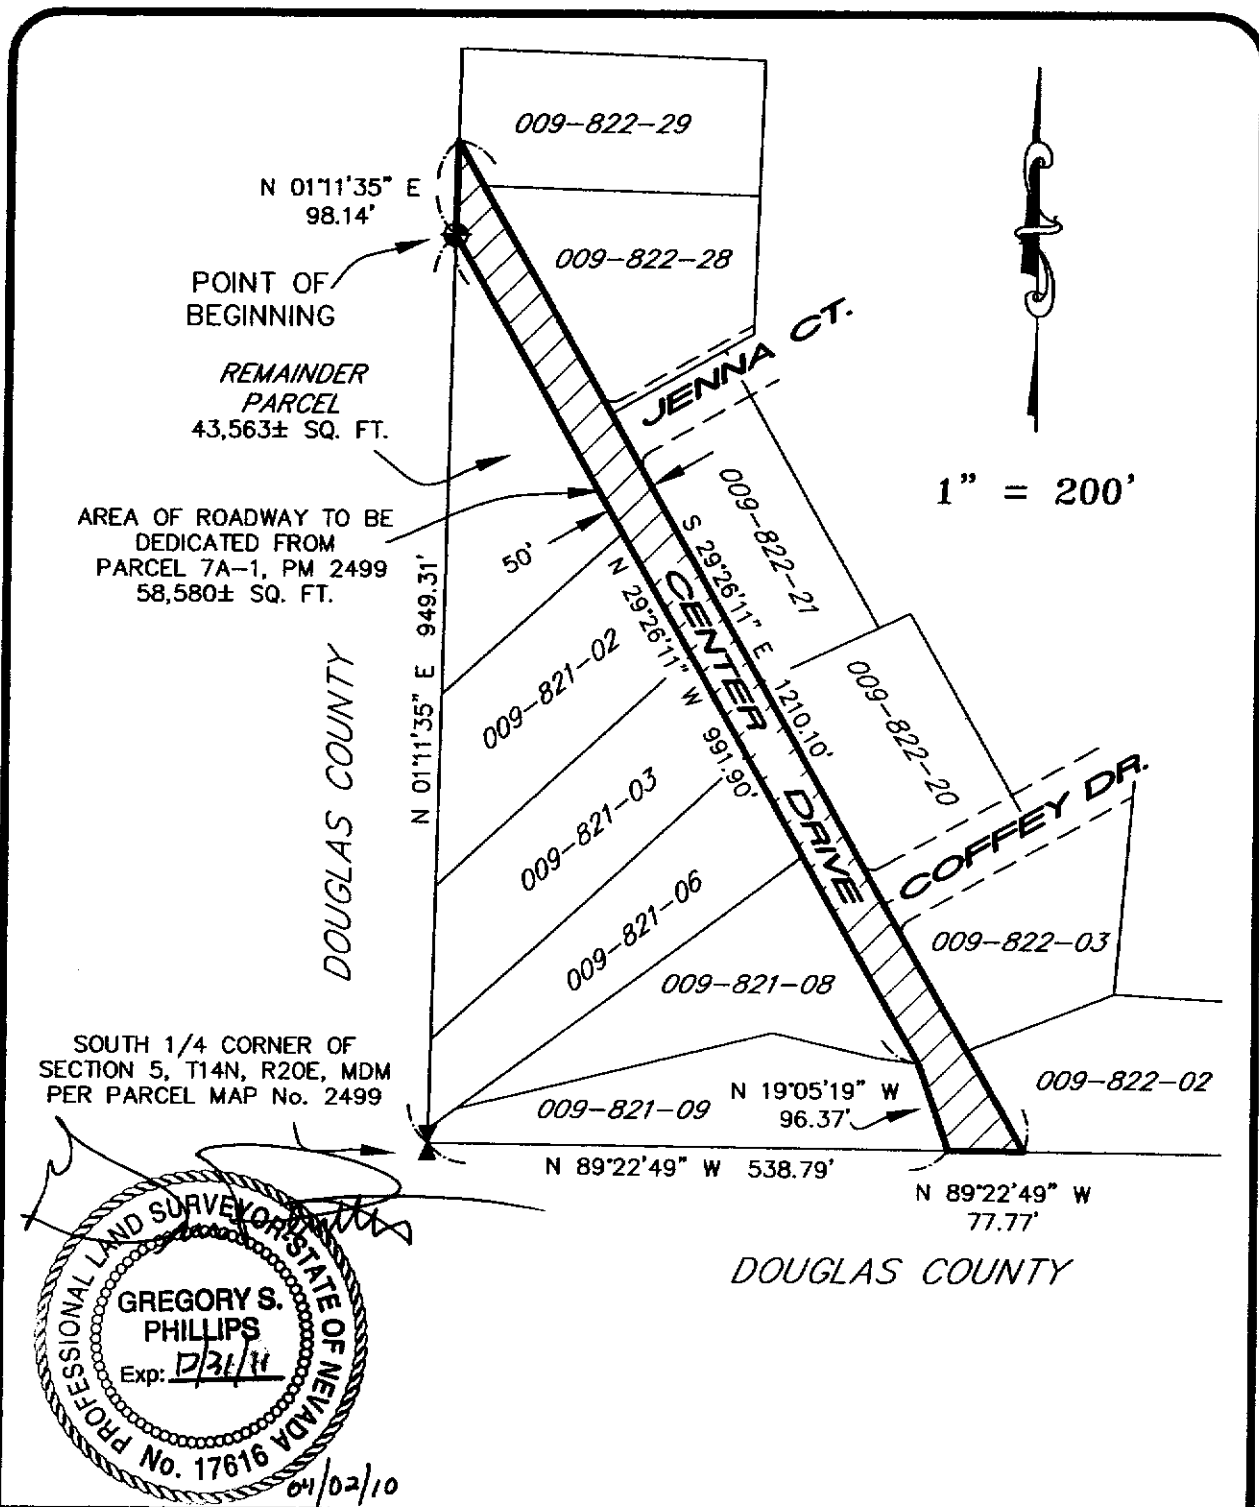 009-822-29
N 01°11'35" E
98.14'
009-822-28
POINT OF
BEGINNING
JENNA CT.
REMAINDER
PARCEL
43,563± SQ. FT.
1" = 200'
009-822-21
AREA OF ROADWAY TO BE
DEDICATED FROM
PARCEL 7A-1, PM 2499
58,580± SQ. FT.
50'
S 29°26'11" E 1210.10'
N 29°26'11" W 991.90'
CENTER DRIVE
N 01°11'35" E 949.31'
DOUGLAS COUNTY
009-821-02
009-822-20
009-821-03
COFFEY DR.
009-821-06
009-822-03
009-821-08
SOUTH 1/4 CORNER OF
SECTION 5, T14N, R20E, MDM
PER PARCEL MAP No. 2499
009-822-02
N 19°05'19" W
96.37'
009-821-09
N 89°22'49" W 538.79'
N 89°22'49" W
77.77'
DOUGLAS COUNTY
PROFESSIONAL LAND SURVEYOR-STATE OF NEVADA
GREGORY S.
PHILLIPS
Exp: 12/31/11
No. 17616
04/02/10